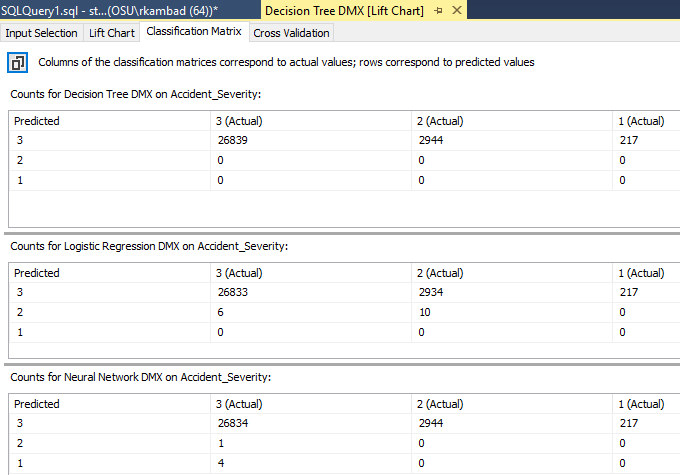 SQLQuery1.sql - st...(OSU\rkambad (64))* Decision Tree DMX [Lift Chart]
Input Selection Lift Chart Classification Matrix Cross Validation
Columns of the classification matrices correspond to actual values; rows correspond to predicted values
Counts for Decision Tree DMX on Accident_Severity:
Predicted 3 (Actual) 2 (Actual) 1 (Actual)
3 26839 2944 217
2 0 0 0
1 0 0 0
Counts for Logistic Regression DMX on Accident_Severity:
Predicted 3 (Actual) 2 (Actual) 1 (Actual)
3 26833 2934 217
2 6 10 0
1 0 0 0
Counts for Neural Network DMX on Accident_Severity:
Predicted 3 (Actual) 2 (Actual) 1 (Actual)
3 26834 2944 217
2 1 0 0
1 4 0 0